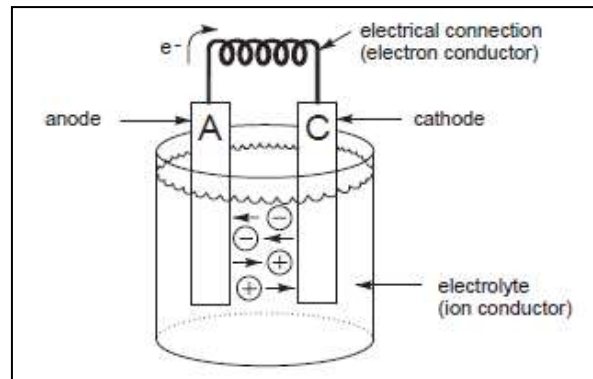 electrical connection
(electron conductor)
e-
anode
A
C
cathode
−
−
+
+
electrolyte
(ion conductor)